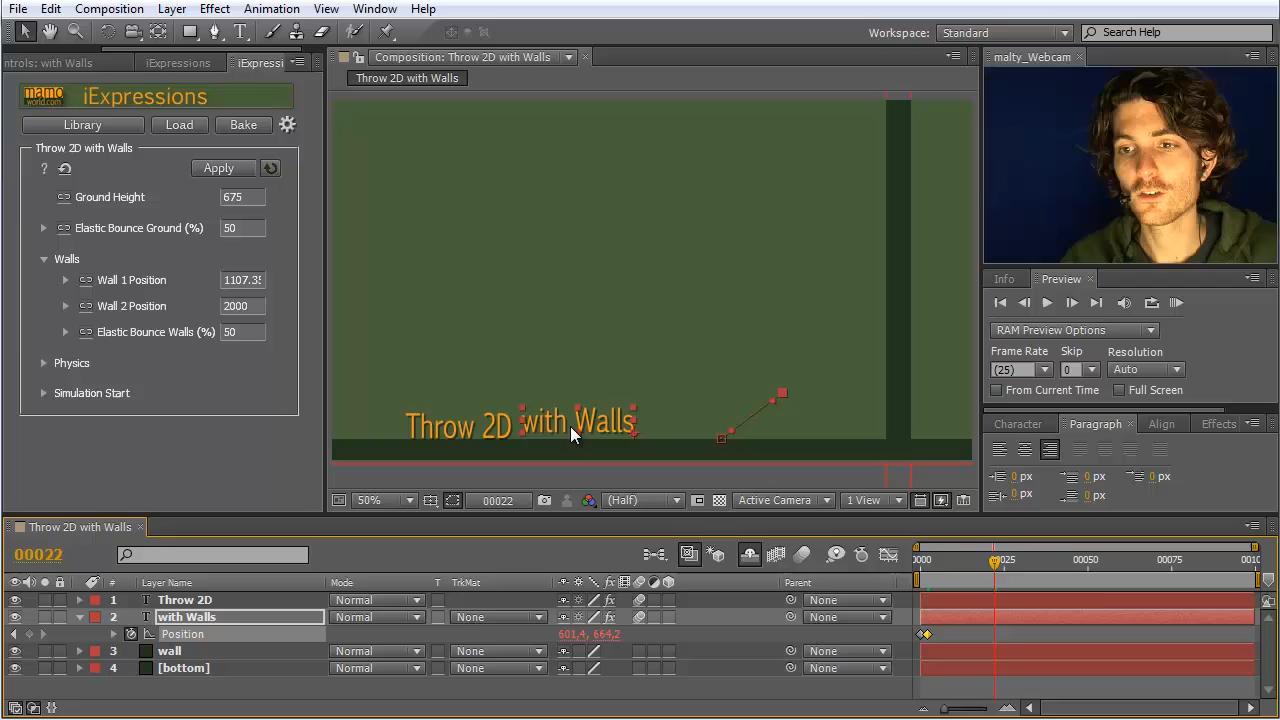 File Edit Composition Layer Effect Animation View Window Help
Workspace: Standard Search Help
ntrols: with Walls iExpressions iExpressi
Composition: Throw 2D with Walls
malty_Webcam
Throw 2D with Walls
mamo world.com iExpressions
Library Load Bake
Throw 2D with Walls
? Apply
Ground Height 675
Elastic Bounce Ground (%) 50
Walls
Wall 1 Position 1107.35
Wall 2 Position 2000
Elastic Bounce Walls (%) 50
Physics
Simulation Start
Throw 2D with Walls
Info Preview
RAM Preview Options
Frame Rate Skip Resolution
(25) 0 Auto
From Current Time Full Screen
Character Paragraph Align Effects
0 px 0 px 0 px
0 px 0 px
50% 00022 (Half) Active Camera 1 View
Throw 2D with Walls
00022
0000 00025 00050 00075 0010
# Layer Name Mode T TrkMat fx Parent
1 T Throw 2D Normal fx None
2 T with Walls Normal None fx None
Position 601,4, 664,2
3 wall Normal None None
4 [bottom] Normal None None